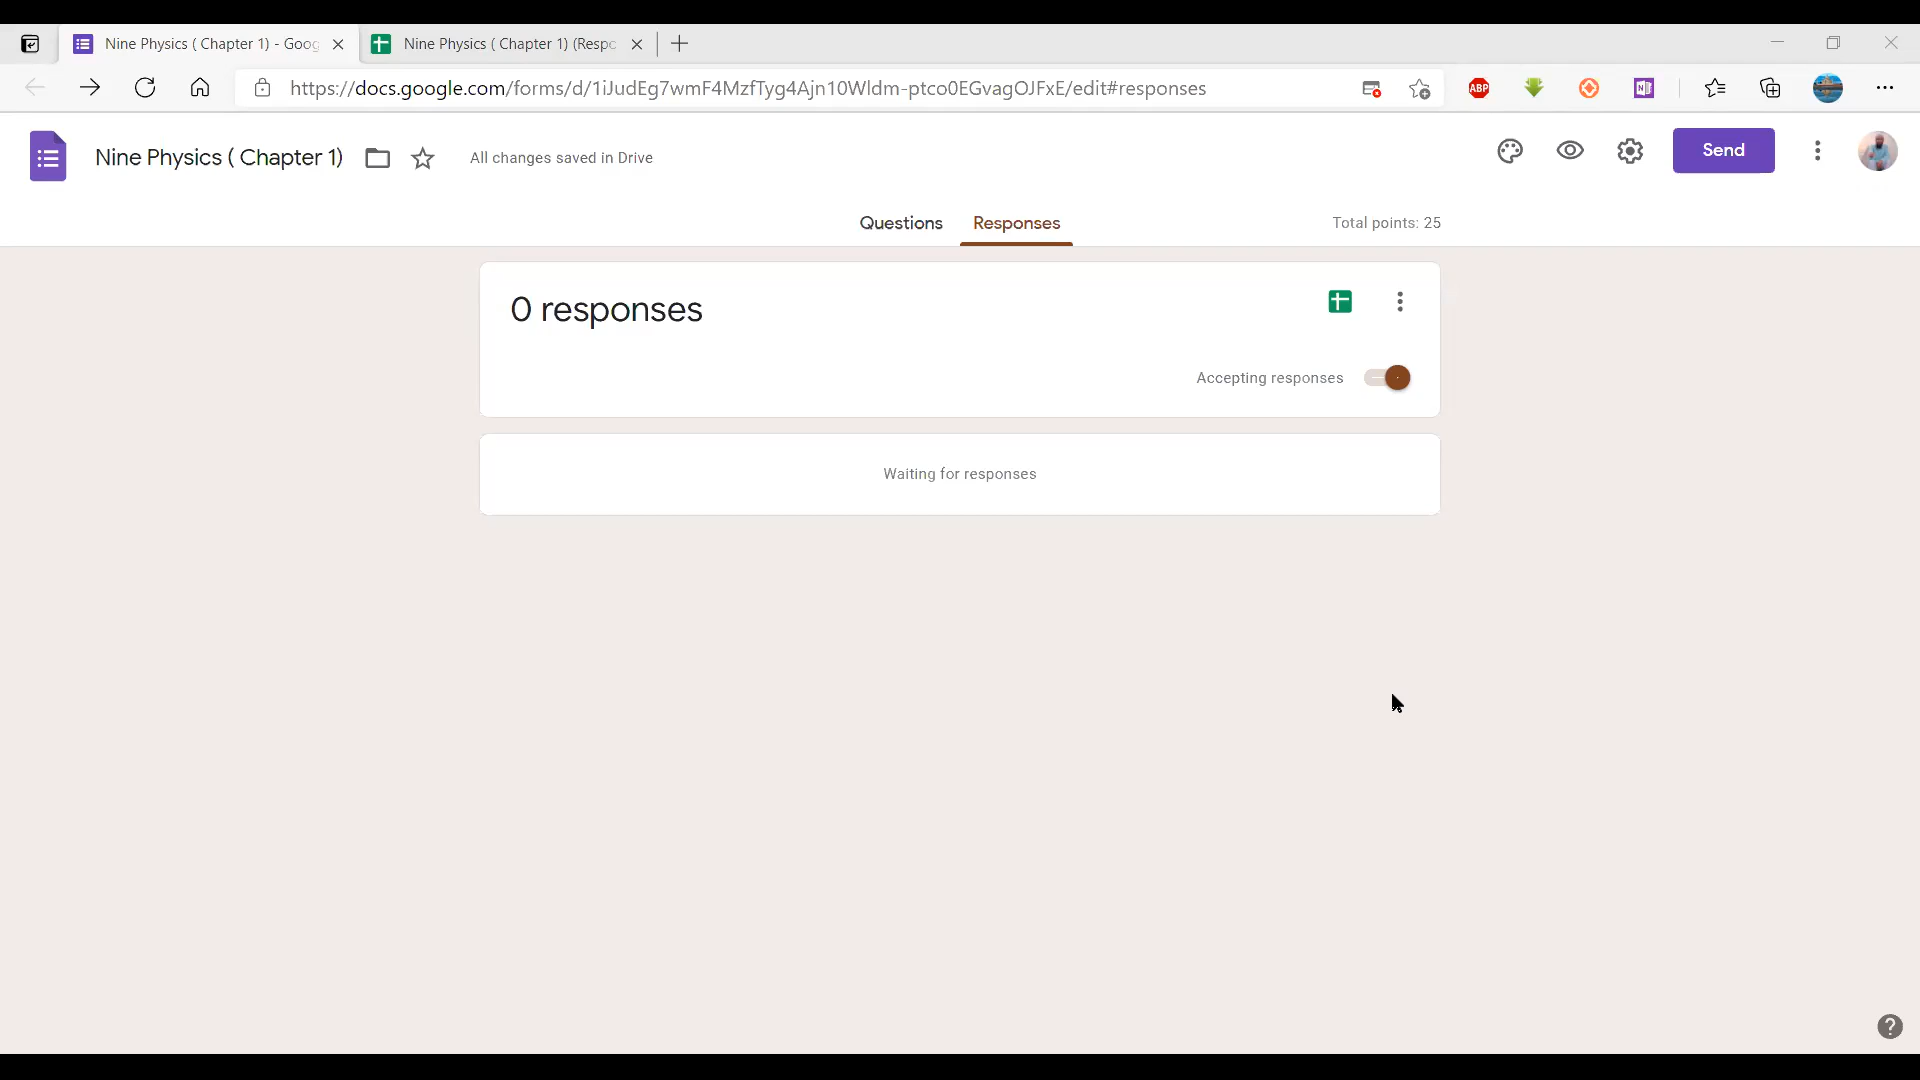 Nine Physics ( Chapter 1) - Goog
Nine Physics ( Chapter 1) (Respo
https://docs.google.com/forms/d/1iJudEg7wmF4MzfTyg4Ajn10Wldm-ptco0EGvagOJFxE/edit#responses
ABP
N
Nine Physics ( Chapter 1)
All changes saved in Drive
Send
Questions
Responses
Total points: 25
0 responses
Accepting responses
Waiting for responses
?